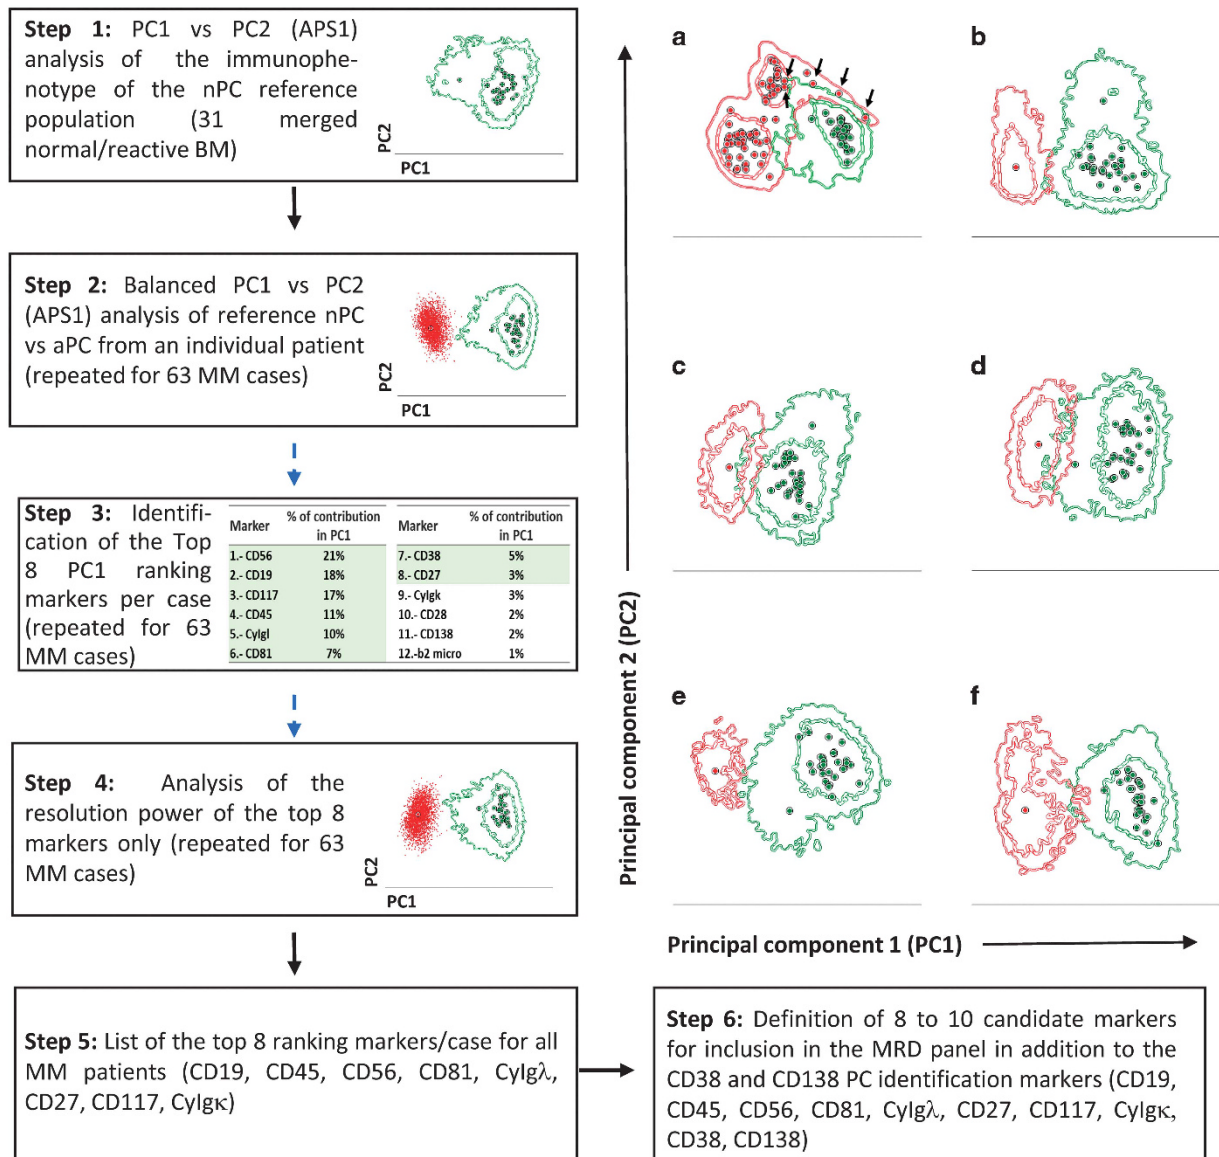 Step 1: PC1 vs PC2 (APS1)
analysis of the immunophe-
notype of the nPC reference
population (31 merged
normal/reactive BM)
PC2
PC1
Step 2: Balanced PC1 vs PC2
(APS1) analysis of reference nPC
vs aPC from an individual patient
(repeated for 63 MM cases)
PC2
PC1
Step 3: Identifi-
cation of the Top
8 PC1 ranking
markers per case
(repeated for 63
MM cases)
Marker % of contribution in PC1
1.- CD56 21%
2.- CD19 18%
3.- CD117 17%
4.- CD45 11%
5.- CyIgl 10%
6.- CD81 7%
Marker % of contribution in PC1
7.- CD38 5%
8.- CD27 3%
9.- CyIgk 3%
10.- CD28 2%
11.- CD138 2%
12.-b2 micro 1%
Step 4: Analysis of the
resolution power of the top 8
markers only (repeated for 63
MM cases)
PC2
PC1
Step 5: List of the top 8 ranking markers/case for all
MM patients (CD19, CD45, CD56, CD81, CyIgλ,
CD27, CD117, CyIgκ)
a
b
c
d
e
f
Principal component 2 (PC2)
Principal component 1 (PC1)
Step 6: Definition of 8 to 10 candidate markers
for inclusion in the MRD panel in addition to the
CD38 and CD138 PC identification markers (CD19,
CD45, CD56, CD81, CyIgλ, CD27, CD117, CyIgκ,
CD38, CD138)